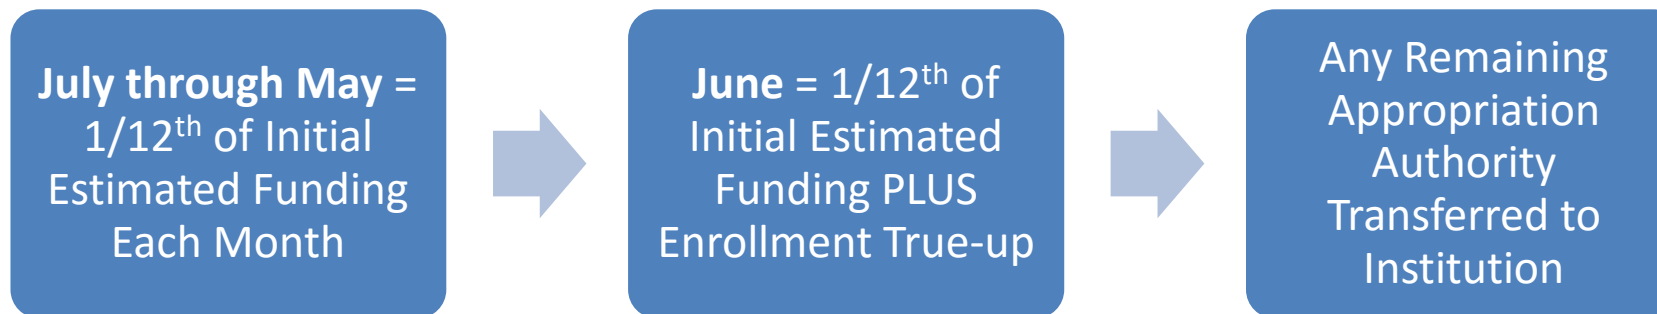 July through May =
1/12th of Initial
Estimated Funding
Each Month
June = 1/12th of
Initial Estimated
Funding PLUS
Enrollment True-up
Any Remaining
Appropriation
Authority
Transferred to
Institution